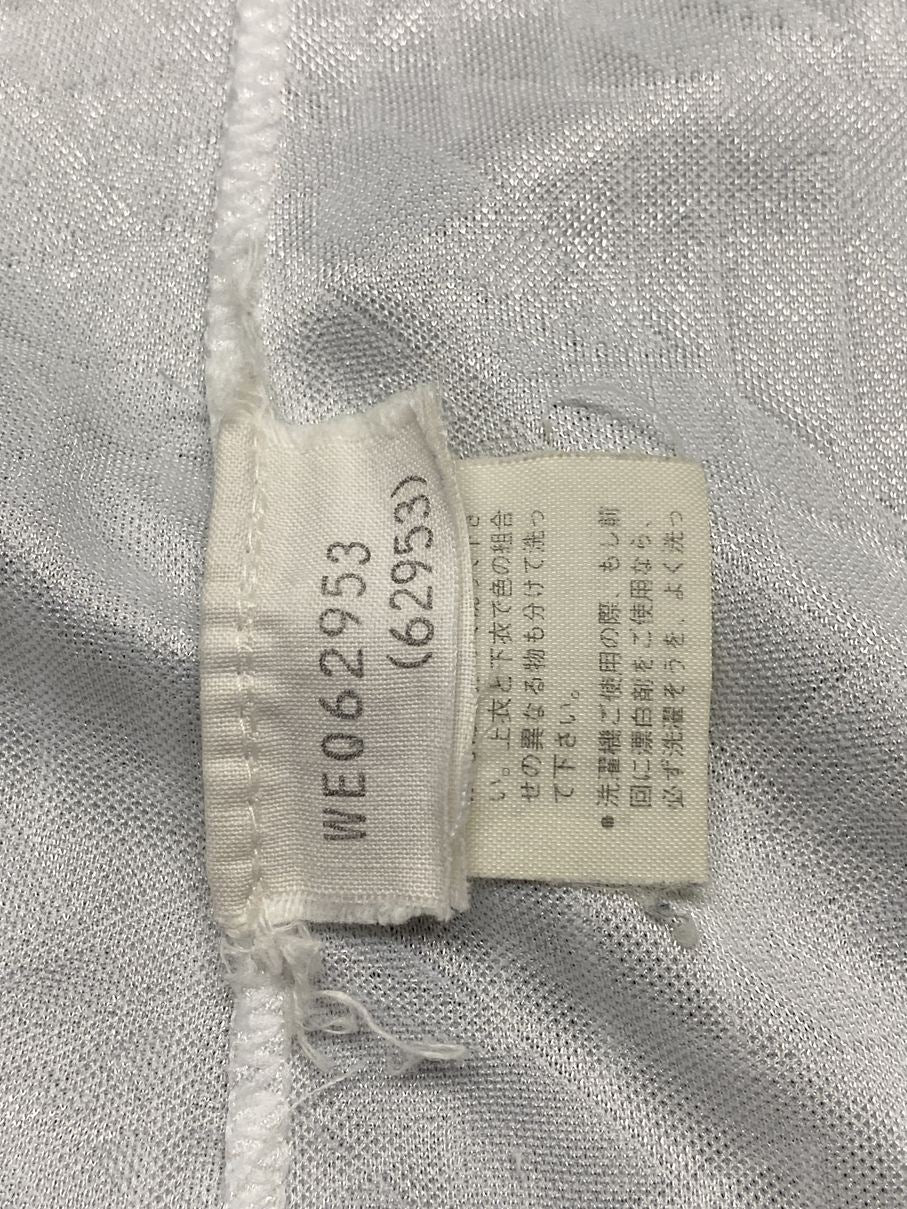 WE062953
(62953)
い。上衣と下衣で色の組合
せの異なる物も分けて洗っ
て下さい。
●洗濯機ご使用の際、もし前
回に漂白剤をご使用なら、
必ず洗濯そうを よく洗っ